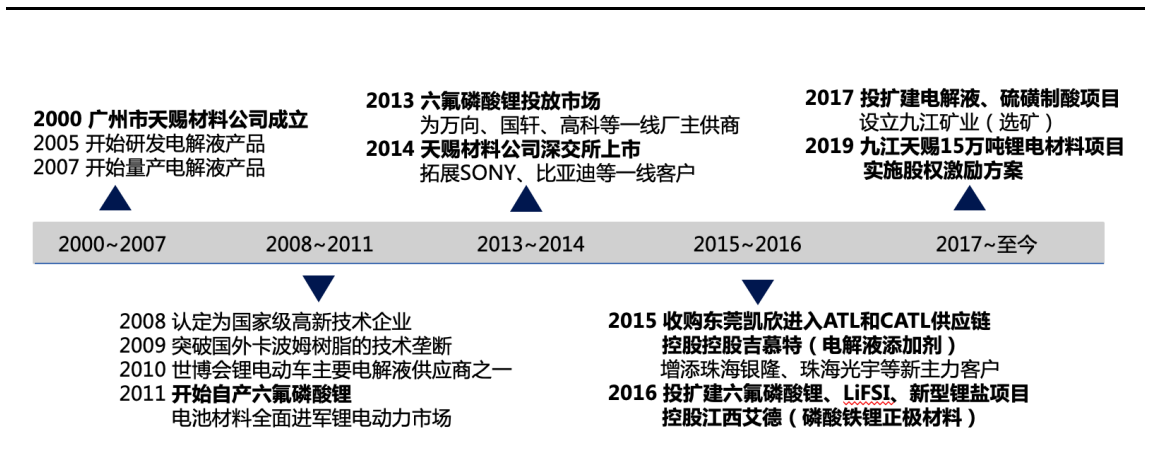 2000 广州市天赐材料公司成立
2005 开始研发电解液产品
2007 开始量产电解液产品
2013 六氟磷酸锂投放市场
为万向、国轩、高科等一线厂主供商
2014 天赐材料公司深交所上市
拓展SONY、比亚迪等一线客户
2017 投扩建电解液、硫磺制酸项目
设立九江矿业（选矿）
2019 九江天赐15万吨锂电材料项目
实施股权激励方案
2000~2007
2008~2011
2013~2014
2015~2016
2017~至今
2008 认定为国家级高新技术企业
2009 突破国外卡波姆树脂的技术垄断
2010 世博会锂电动车主要电解液供应商之一
2011 开始自产六氟磷酸锂
电池材料全面进军锂电动力市场
2015 收购东莞凯欣进入ATL和CATL供应链
控股控股吉慕特（电解液添加剂）
增添珠海银隆、珠海光宇等新主力客户
2016 投扩建六氟磷酸锂、LiFSI、新型锂盐项目
控股江西艾德（磷酸铁锂正极材料）